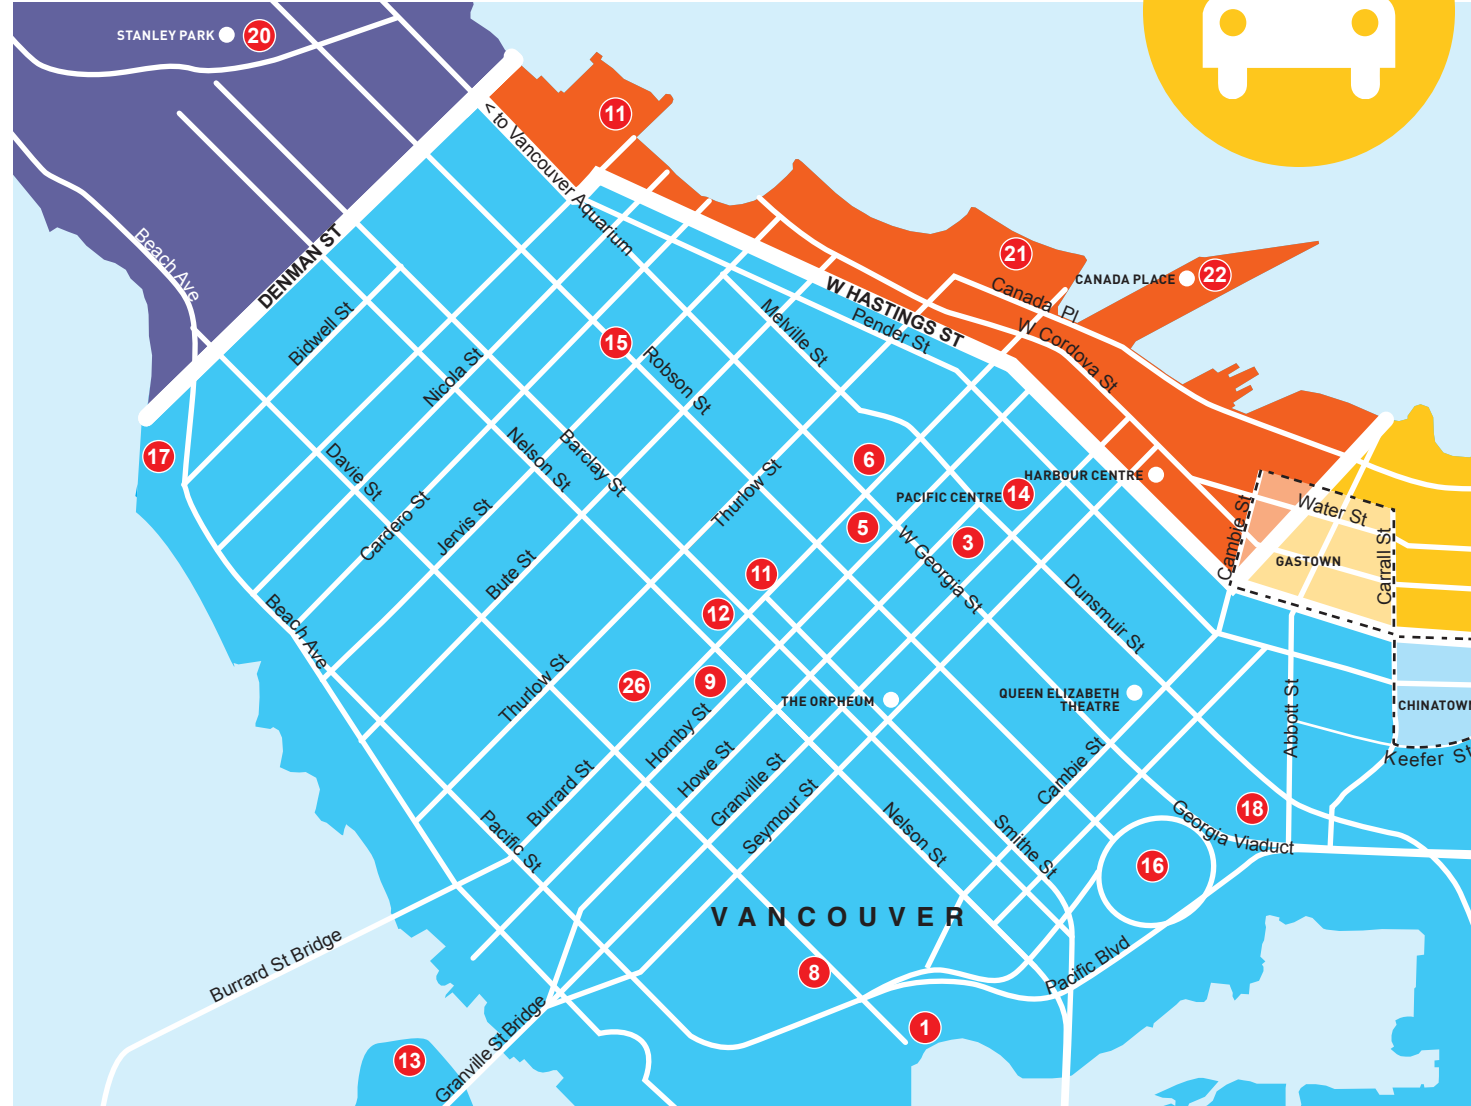 STANLEY PARK
20
11
< to Vancouver Aquarium
Beach Ave
DENMAN ST
21
CANADA PLACE
22
Canada Pl
W HASTINGS ST
W Cordova St
Pender St
Melville St
Bidwell St
15
Robson St
Nicola St
17
Davie St
Nelson St
Barclay St
6
Thurlow St
PACIFIC CENTRE
14
HARBOUR CENTRE
Cardero St
Jervis St
5
3
W Georgia St
Cambie St
Water St
GASTOWN
Carrall St
Bute St
11
12
Dunsmuir St
Beach Ave
Thurlow St
26
9
THE ORPHEUM
QUEEN ELIZABETH
THEATRE
Abbott St
CHINATOWN
Keefer St
Hornby St
Howe St
Burrard St
Granville St
Seymour St
Cambie St
Pacific St
Nelson St
Smithe St
18
Georgia Viaduct
16
VANCOUVER
Burrard St Bridge
8
Pacific Blvd
1
13
Granville St Bridge